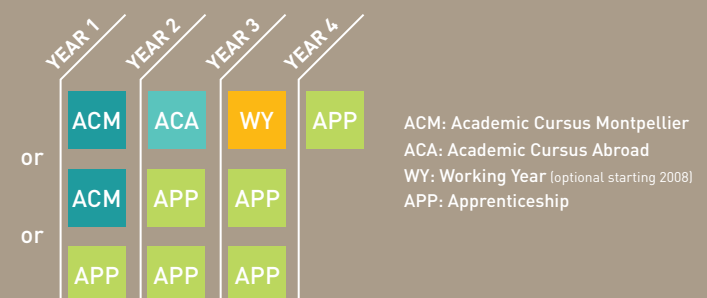 YEAR 1 YEAR 2 YEAR 3 YEAR 4
ACM ACA WY APP
or
ACM APP APP
or
APP APP APP
ACM: Academic Cursus Montpellier
ACA: Academic Cursus Abroad
WY: Working Year (optional starting 2008)
APP: Apprenticeship